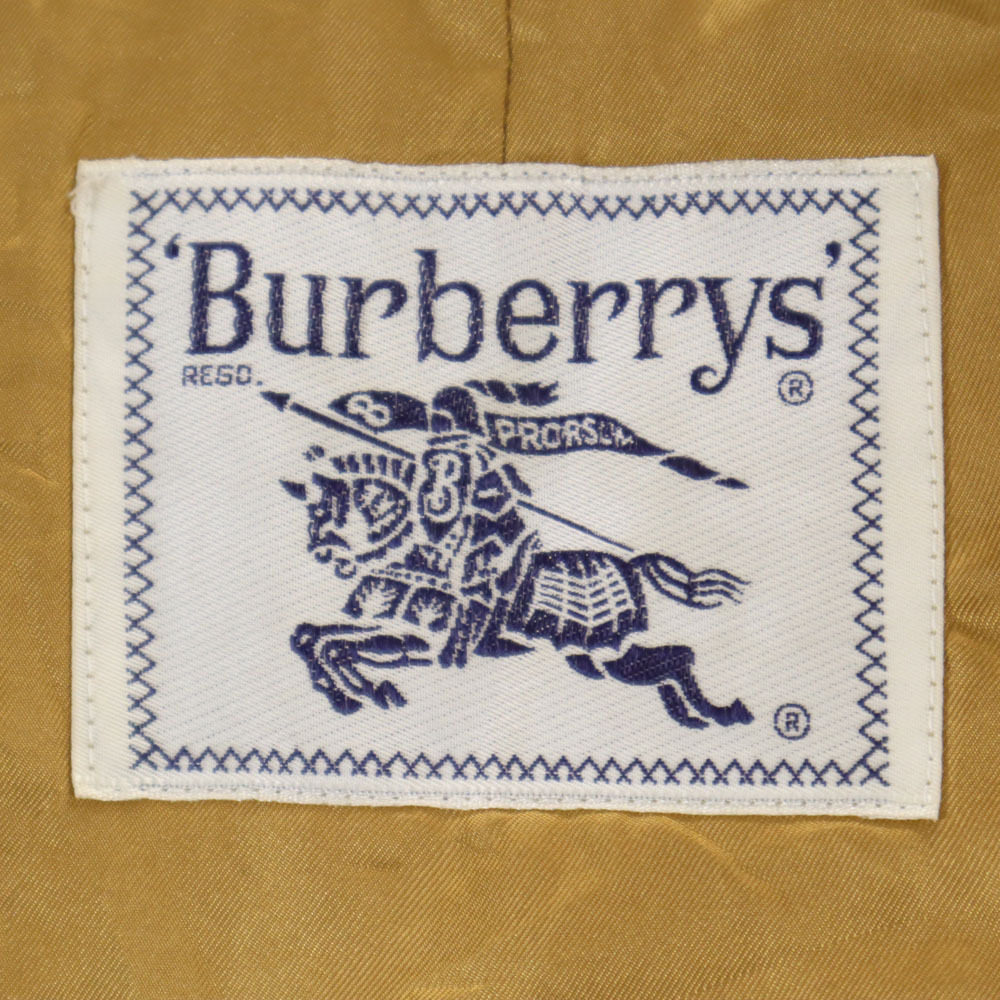 ‘Burberrys’
REGD. ®
B PRORSUM
B
®